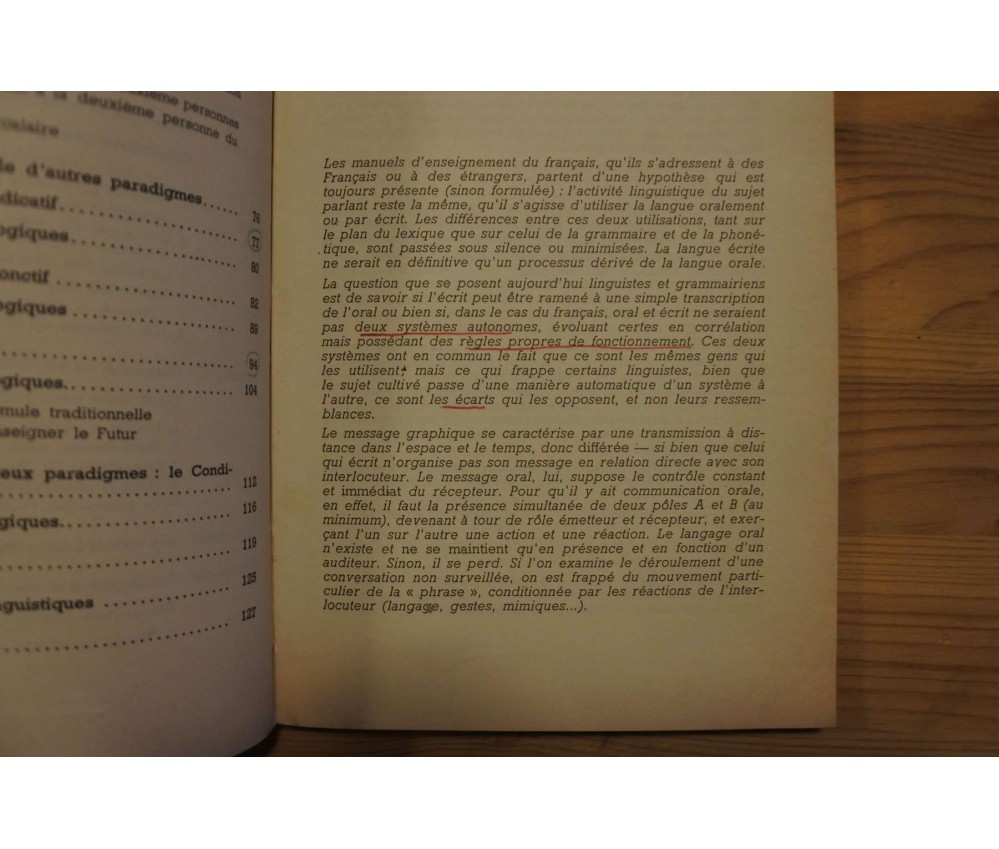 deuxième personnes
à la deuxième personne du
d'autres paradigmes......
76
dicatif
77
ogiques
80
onctif
82
ogiques
89
94
ogiques
104
mule traditionnelle
seigner le Futur
eux paradigmes : le Condi-
112
116
giques
119
125
nguistiques
127
Les manuels d'enseignement du français, qu'ils s'adressent à des
Français ou à des étrangers, partent d'une hypothèse qui est
toujours présente (sinon formulée) : l'activité linguistique du sujet
parlant reste la même, qu'il s'agisse d'utiliser la langue oralement
ou par écrit. Les différences entre ces deux utilisations, tant sur
le plan du lexique que sur celui de la grammaire et de la phoné-
tique, sont passées sous silence ou minimisées. La langue écrite
ne serait en définitive qu'un processus dérivé de la langue orale.
La question que se posent aujourd'hui linguistes et grammairiens
est de savoir si l'écrit peut être ramené à une simple transcription
de l'oral ou bien si, dans le cas du français, oral et écrit ne seraient
pas deux systèmes autonomes, évoluant certes en corrélation
mais possédant des règles propres de fonctionnement. Ces deux
systèmes ont en commun le fait que ce sont les mêmes gens qui
les utilisent, mais ce qui frappe certains linguistes, bien que
le sujet cultivé passe d'une manière automatique d'un système à
l'autre, ce sont les écarts qui les opposent, et non leurs ressem-
blances.
Le message graphique se caractérise par une transmission à dis-
tance dans l'espace et le temps, donc différée — si bien que celui
qui écrit n'organise pas son message en relation directe avec son
interlocuteur. Le message oral, lui, suppose le contrôle constant
et immédiat du récepteur. Pour qu'il y ait communication orale,
en effet, il faut la présence simultanée de deux pôles A et B (au
minimum), devenant à tour de rôle émetteur et récepteur, et exer-
çant l'un sur l'autre une action et une réaction. Le langage oral
n'existe et ne se maintient qu'en présence et en fonction d'un
auditeur. Sinon, il se perd. Si l'on examine le déroulement d'une
conversation non surveillée, on est frappé du mouvement parti-
culier de la « phrase », conditionnée par les réactions de l'inter-
locuteur (langage, gestes, mimiques...).